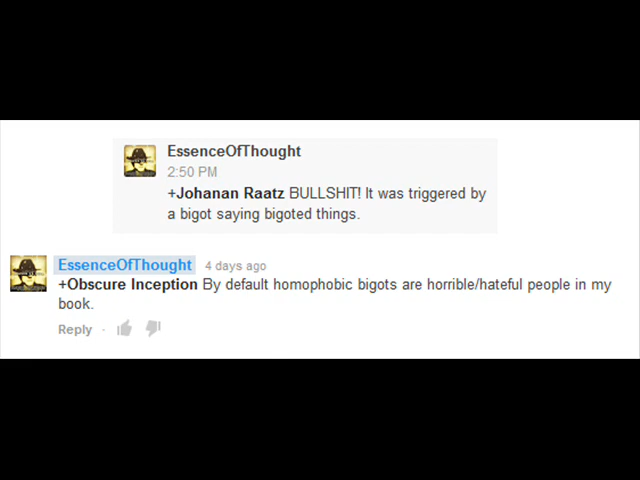 EssenceOfThought
2:50 PM
+Johanan Raatz BULLSHIT! It was triggered by
a bigot saying bigoted things.
EssenceOfThought 4 days ago
+Obscure Inception By default homophobic bigots are horrible/hateful people in my
book.
Reply ·